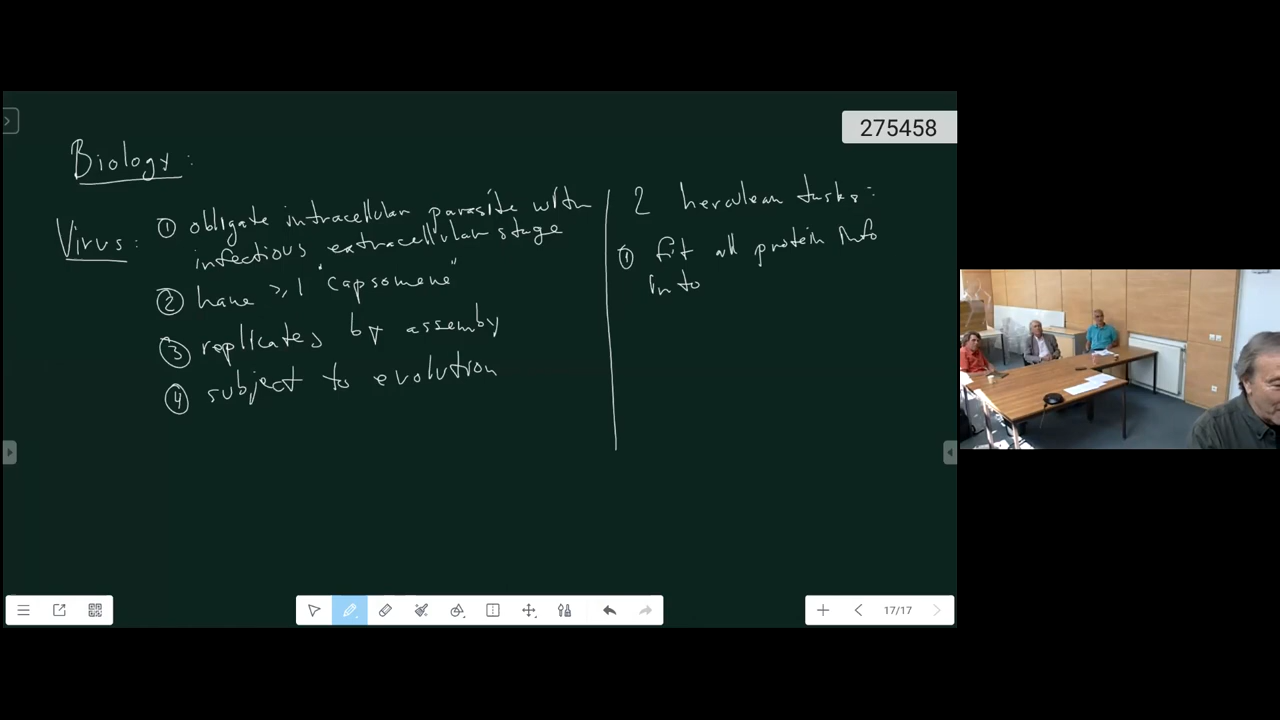 275458
Biology:
Virus:
① obligate intracellular parasite with
infectious extracellular stage
② have ⩾ 1 "capsomere"
③ replicates by assemby
④ subject to evolution
2 herculean tasks:
① fit all protein info
into
17/17